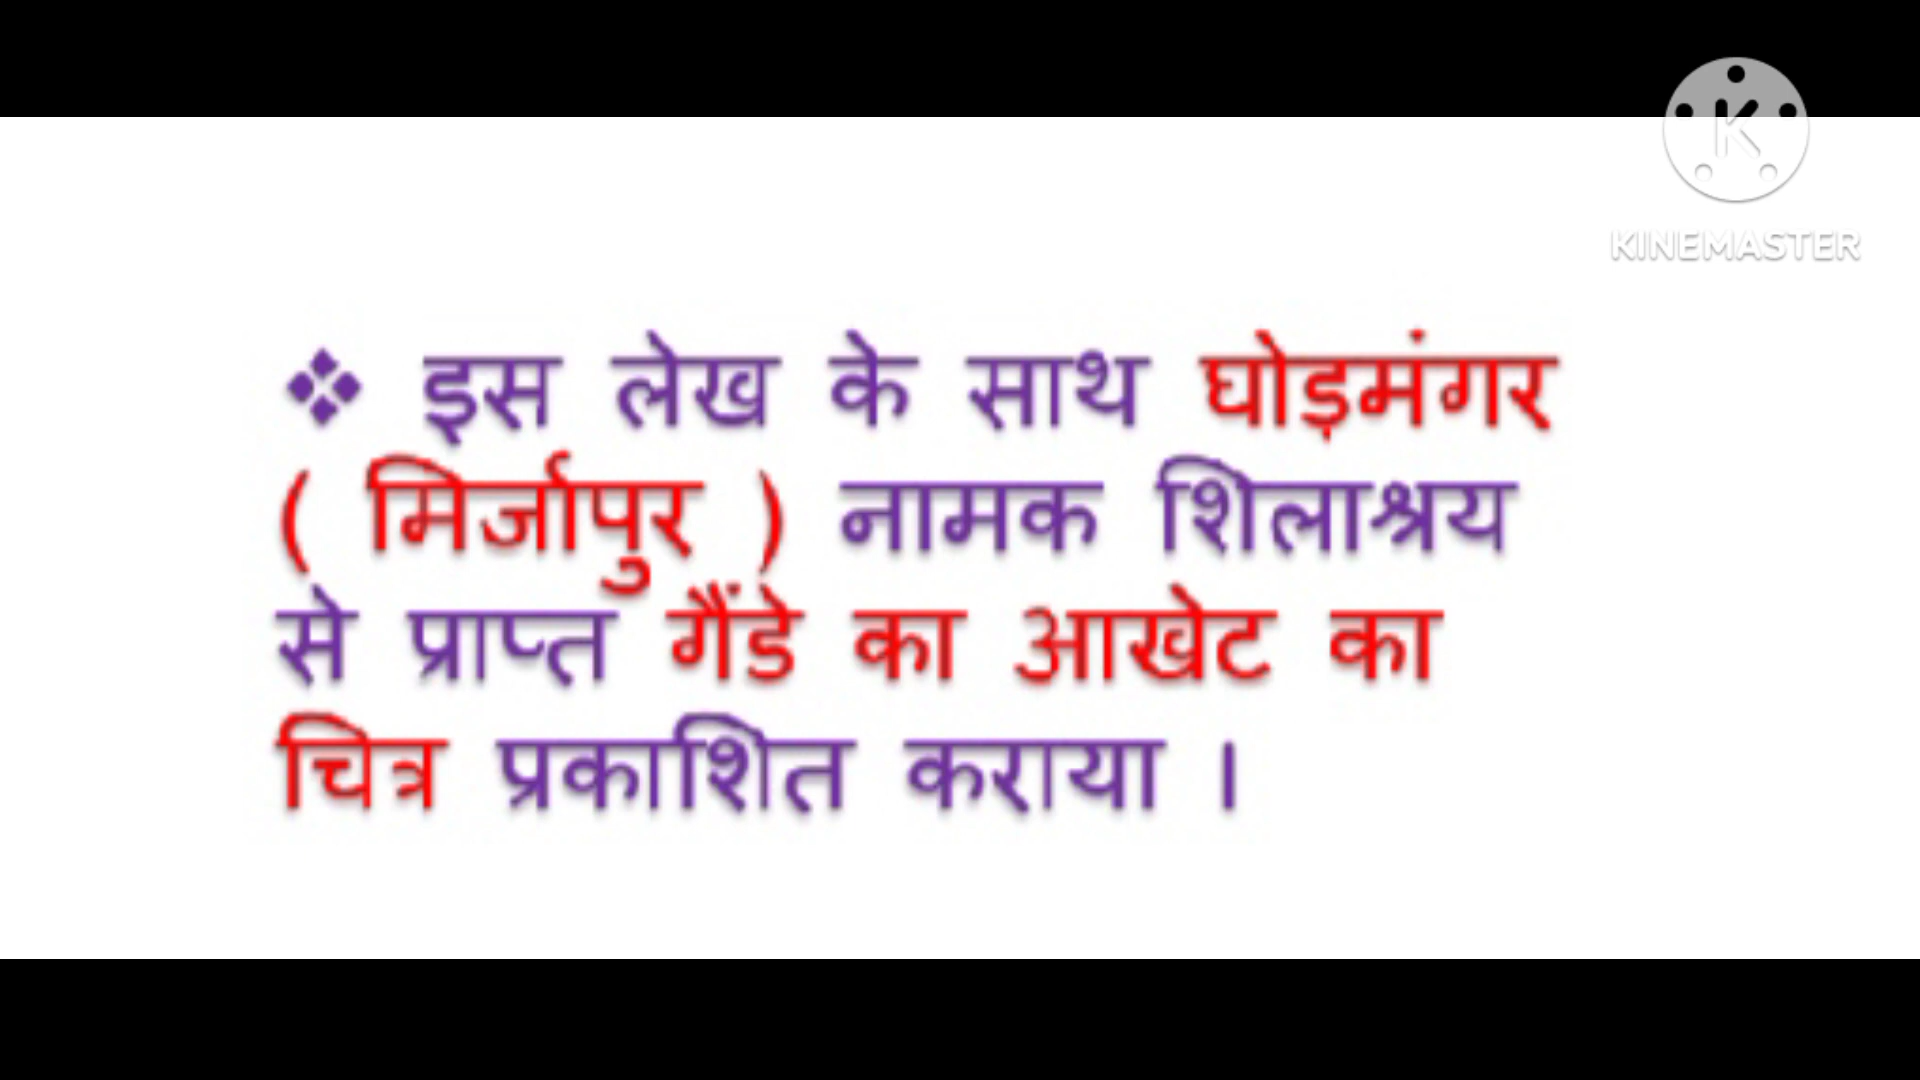 KINEMASTER
❖ इस लेख के साथ घोड़मंगर
( मिर्जापुर ) नामक शिलाश्रय
से प्राप्त गैंडे का आखेट का
चित्र प्रकाशित कराया ।